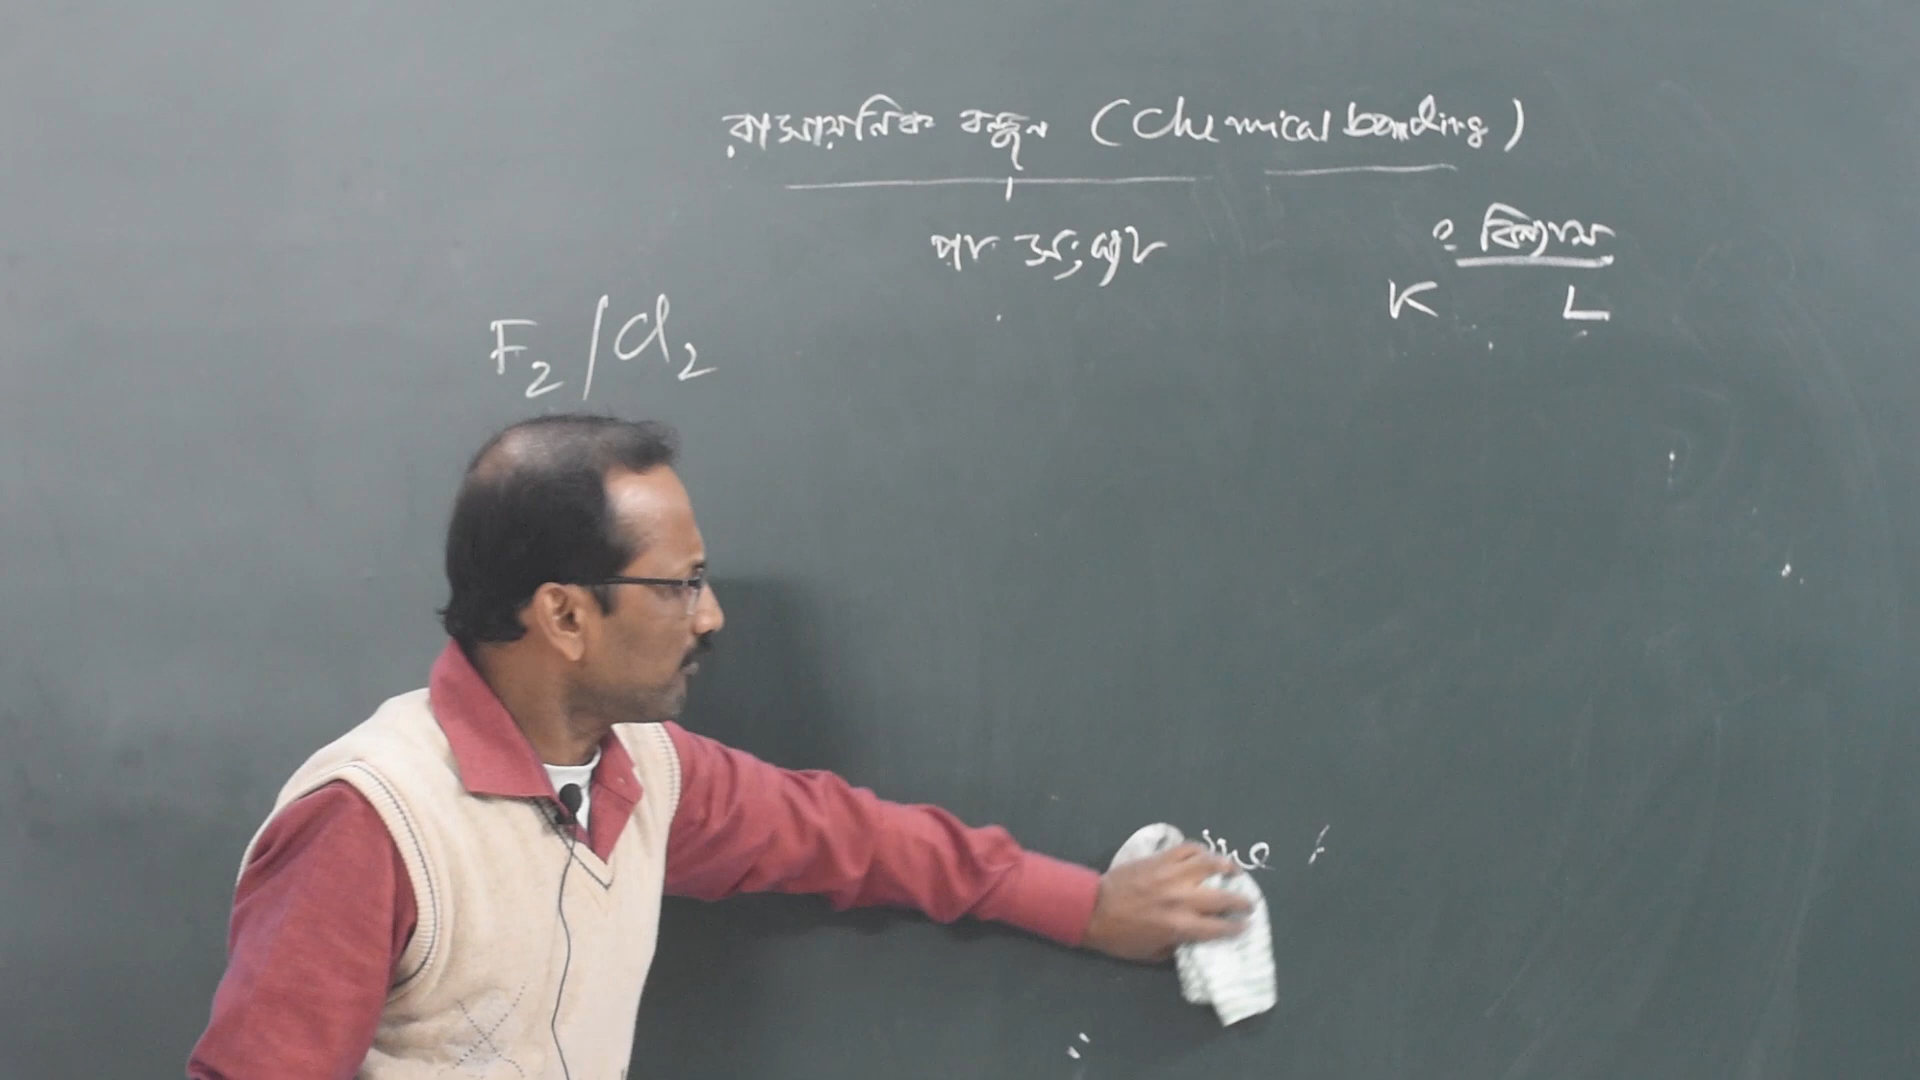 রাসায়নিক বন্ধন (Chemical bonding)
বিন্যাস
K L
F₂/Cl₂